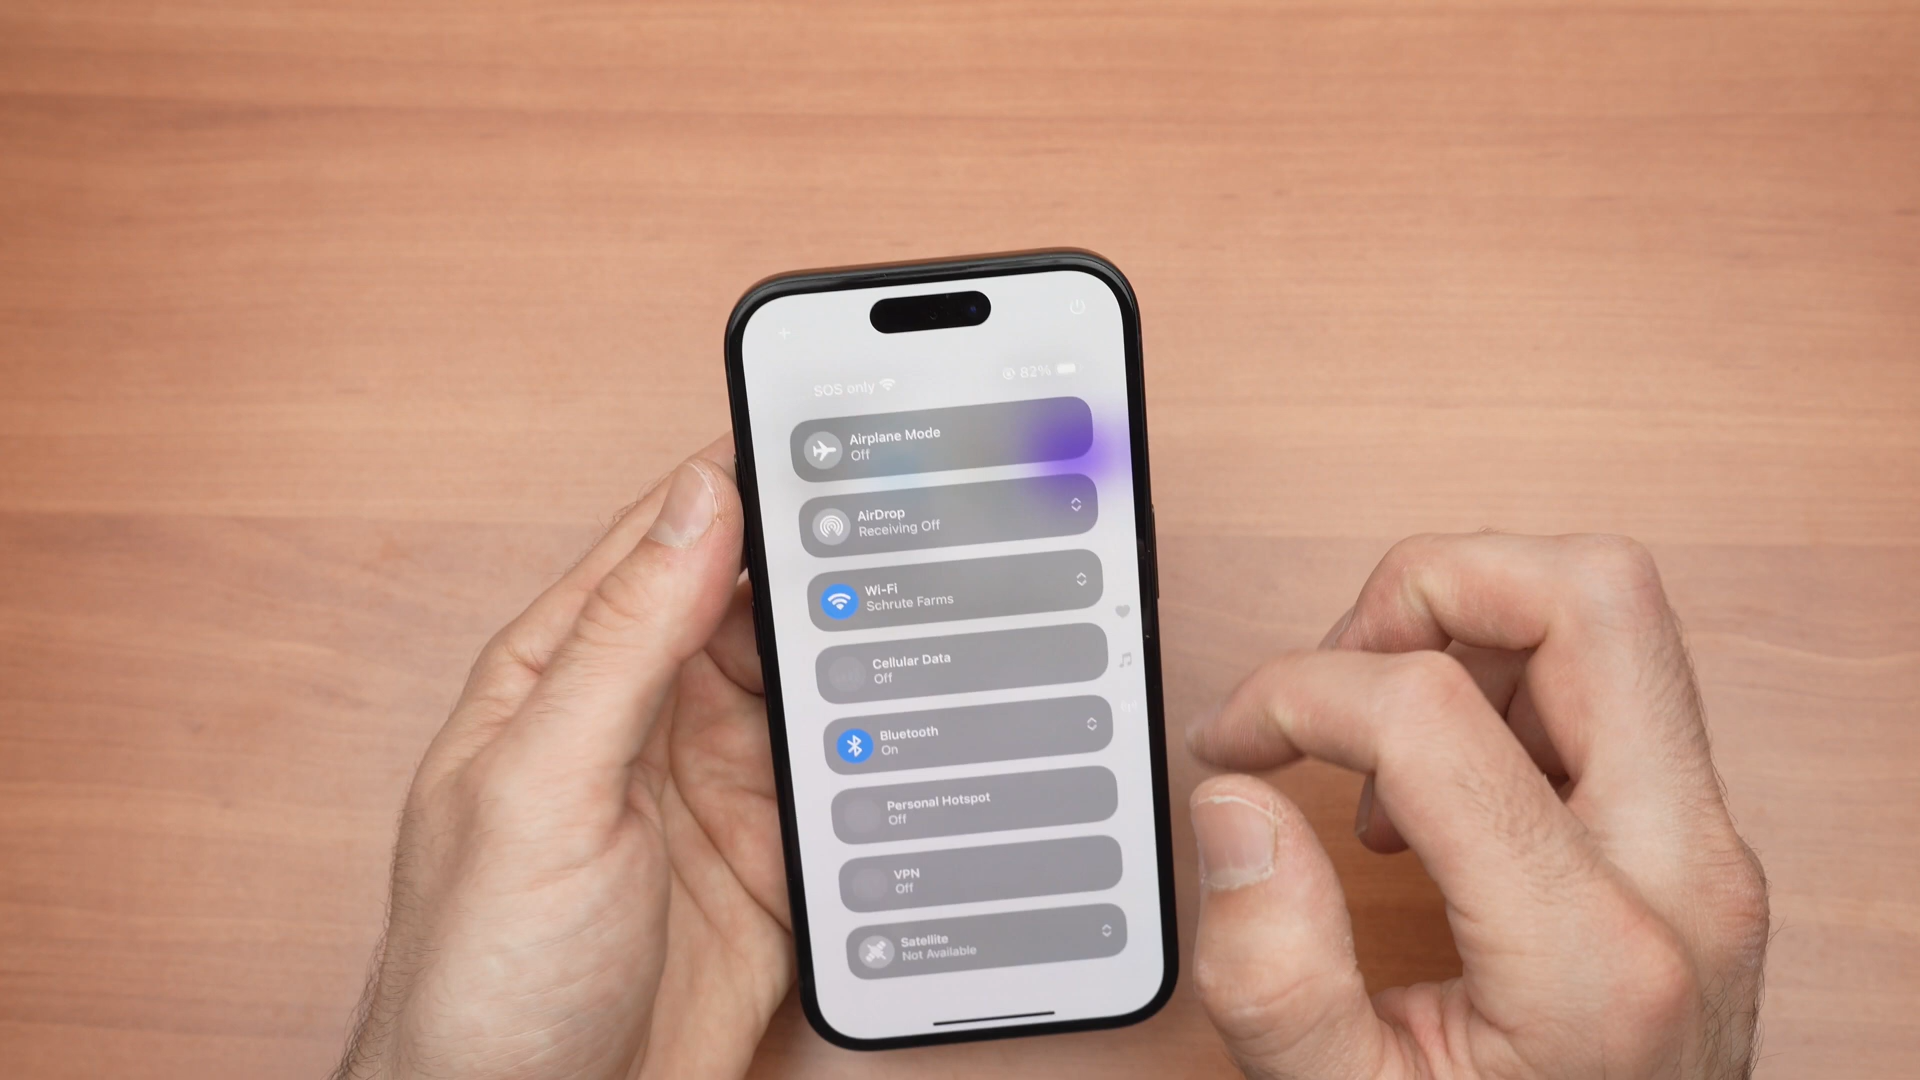 SOS only
82%
Airplane Mode
Off
AirDrop
Receiving Off
Wi-Fi
Schrute Farms
Cellular Data
Off
Bluetooth
On
Personal Hotspot
Off
VPN
Off
Satellite
Not Available